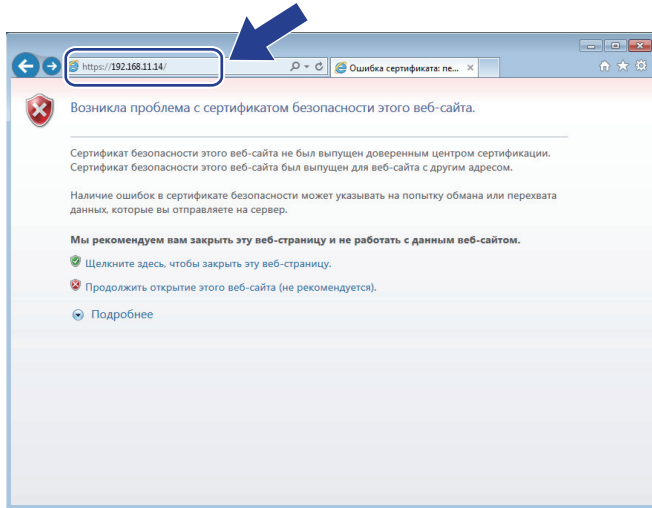 https://192.168.11.14/
Ошибка сертификата: пе...
Возникла проблема с сертификатом безопасности этого веб-сайта.
Сертификат безопасности этого веб-сайта не был выпущен доверенным центром сертификации.
Сертификат безопасности этого веб-сайта был выпущен для веб-сайта с другим адресом.
Наличие ошибок в сертификате безопасности может указывать на попытку обмана или перехвата
данных, которые вы отправляете на сервер.
Мы рекомендуем вам закрыть эту веб-страницу и не работать с данным веб-сайтом.
Щелкните здесь, чтобы закрыть эту веб-страницу.
Продолжить открытие этого веб-сайта (не рекомендуется).
Подробнее